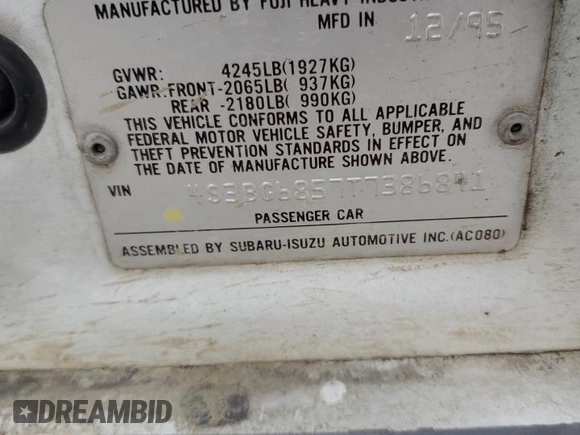 MANUFACTURED BY FUJI HEAVY
MFD IN 12/95
GVWR: 4245LB(1927KG)
GAWR:FRONT-2065LB( 937KG)
REAR -2180LB( 990KG)
THIS VEHICLE CONFORMS TO ALL APPLICABLE
FEDERAL MOTOR VEHICLE SAFETY, BUMPER, AND
THEFT PREVENTION STANDARDS IN EFFECT ON
THE DATE OF MANUFACTURE SHOWN ABOVE.
VIN
PASSENGER CAR
ASSEMBLED BY SUBARU-ISUZU AUTOMOTIVE INC.(AC080)
DREAMBID